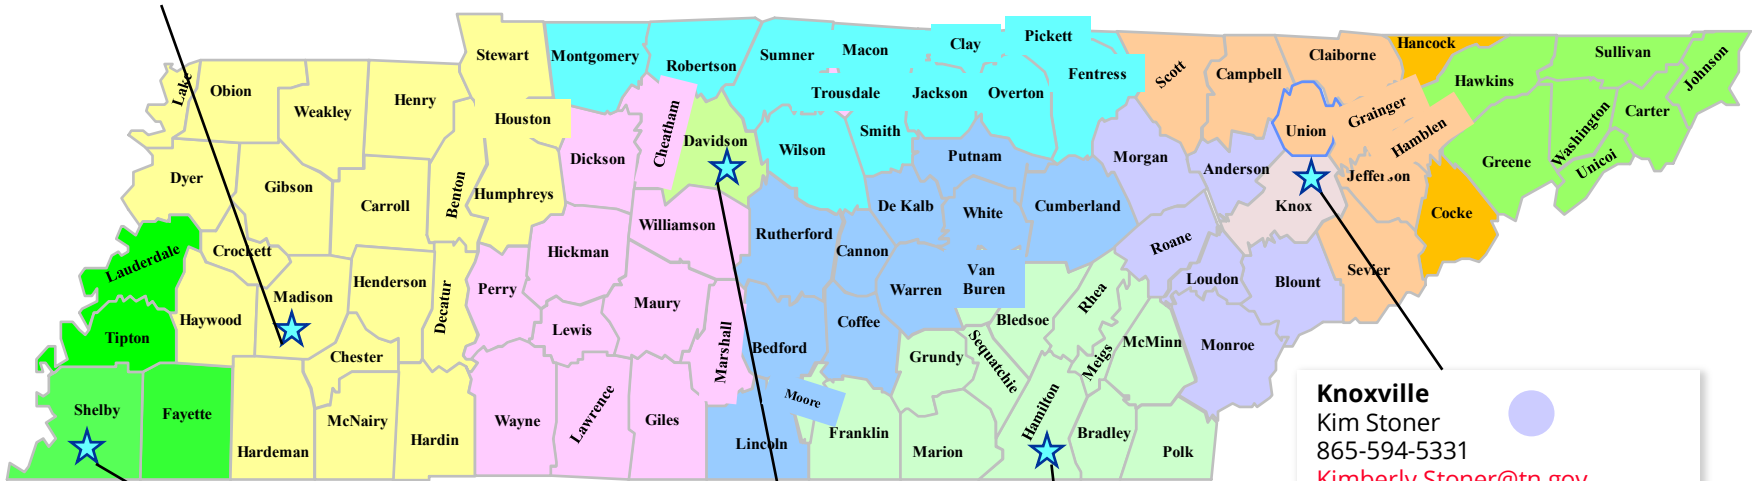 Stewart
Montgomery
Robertson
Sumner
Macon
Clay
Pickett
Fentress
Scott
Campbell
Claiborne
Hancock
Hawkins
Sullivan
Johnson
Lake
Obion
Weakley
Henry
Houston
Cheatham
Davidson
Trousdale
Jackson
Overton
Smith
Wilson
Putnam
Morgan
Anderson
Union
Grainger
Hamblen
Jefferson
Greene
Washington
Unicoi
Carter
Dyer
Gibson
Carroll
Benton
Humphreys
Dickson
Williamson
Rutherford
De Kalb
White
Cumberland
Cannon
Roane
Knox
Cocke
Lauderdale
Crockett
Madison
Henderson
Decatur
Perry
Hickman
Maury
Lewis
Marshall
Warren
Van
Buren
Rhea
Loudon
Blount
Sevier
Tipton
Haywood
Chester
Bedford
Coffee
Grundy
Sequatchie
Bledsoe
Meigs
McMinn
Monroe
Shelby
Fayette
Hardeman
McNairy
Hardin
Wayne
Lawrence
Giles
Lincoln
Moore
Franklin
Marion
Hamilton
Bradley
Polk
Knoxville
Kim Stoner
865-594-5331
Kimberly.Stoner@tn.gov